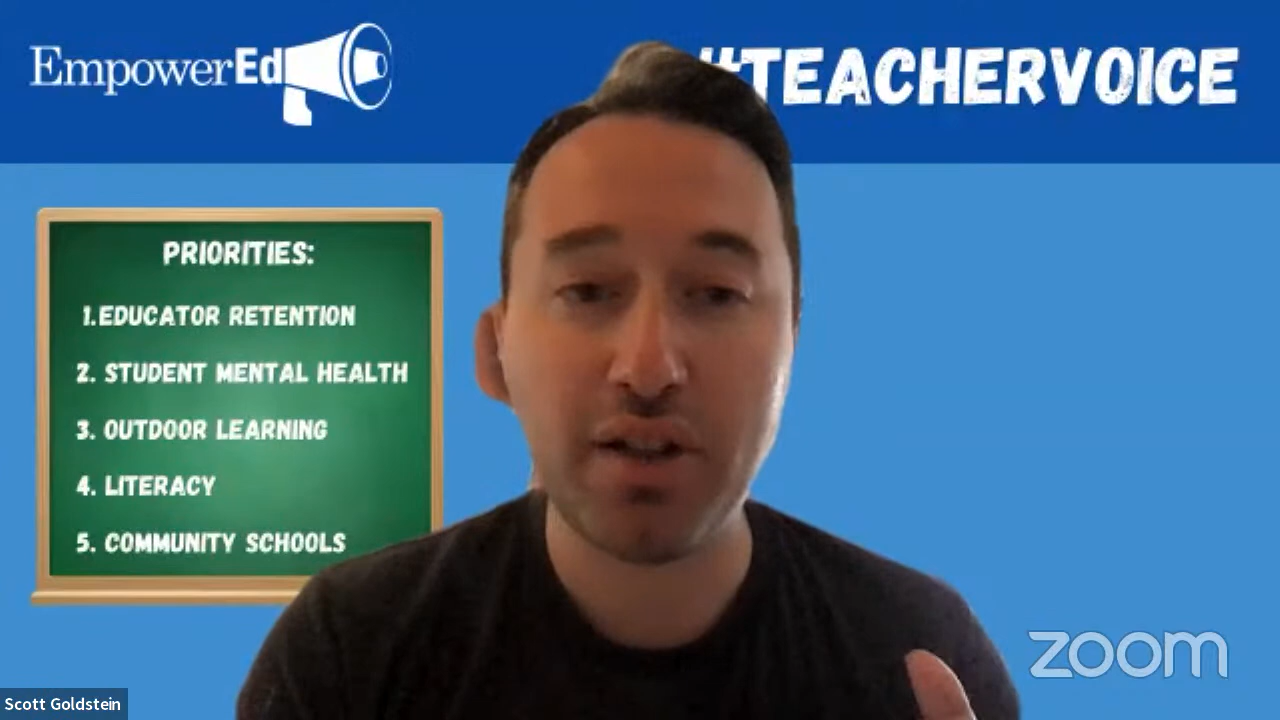 EmpowerEd
#TEACHERVOICE
PRIORITIES:
1.EDUCATOR RETENTION
2. STUDENT MENTAL HEALTH
3. OUTDOOR LEARNING
4. LITERACY
5. COMMUNITY SCHOOLS
zoom
Scott Goldstein